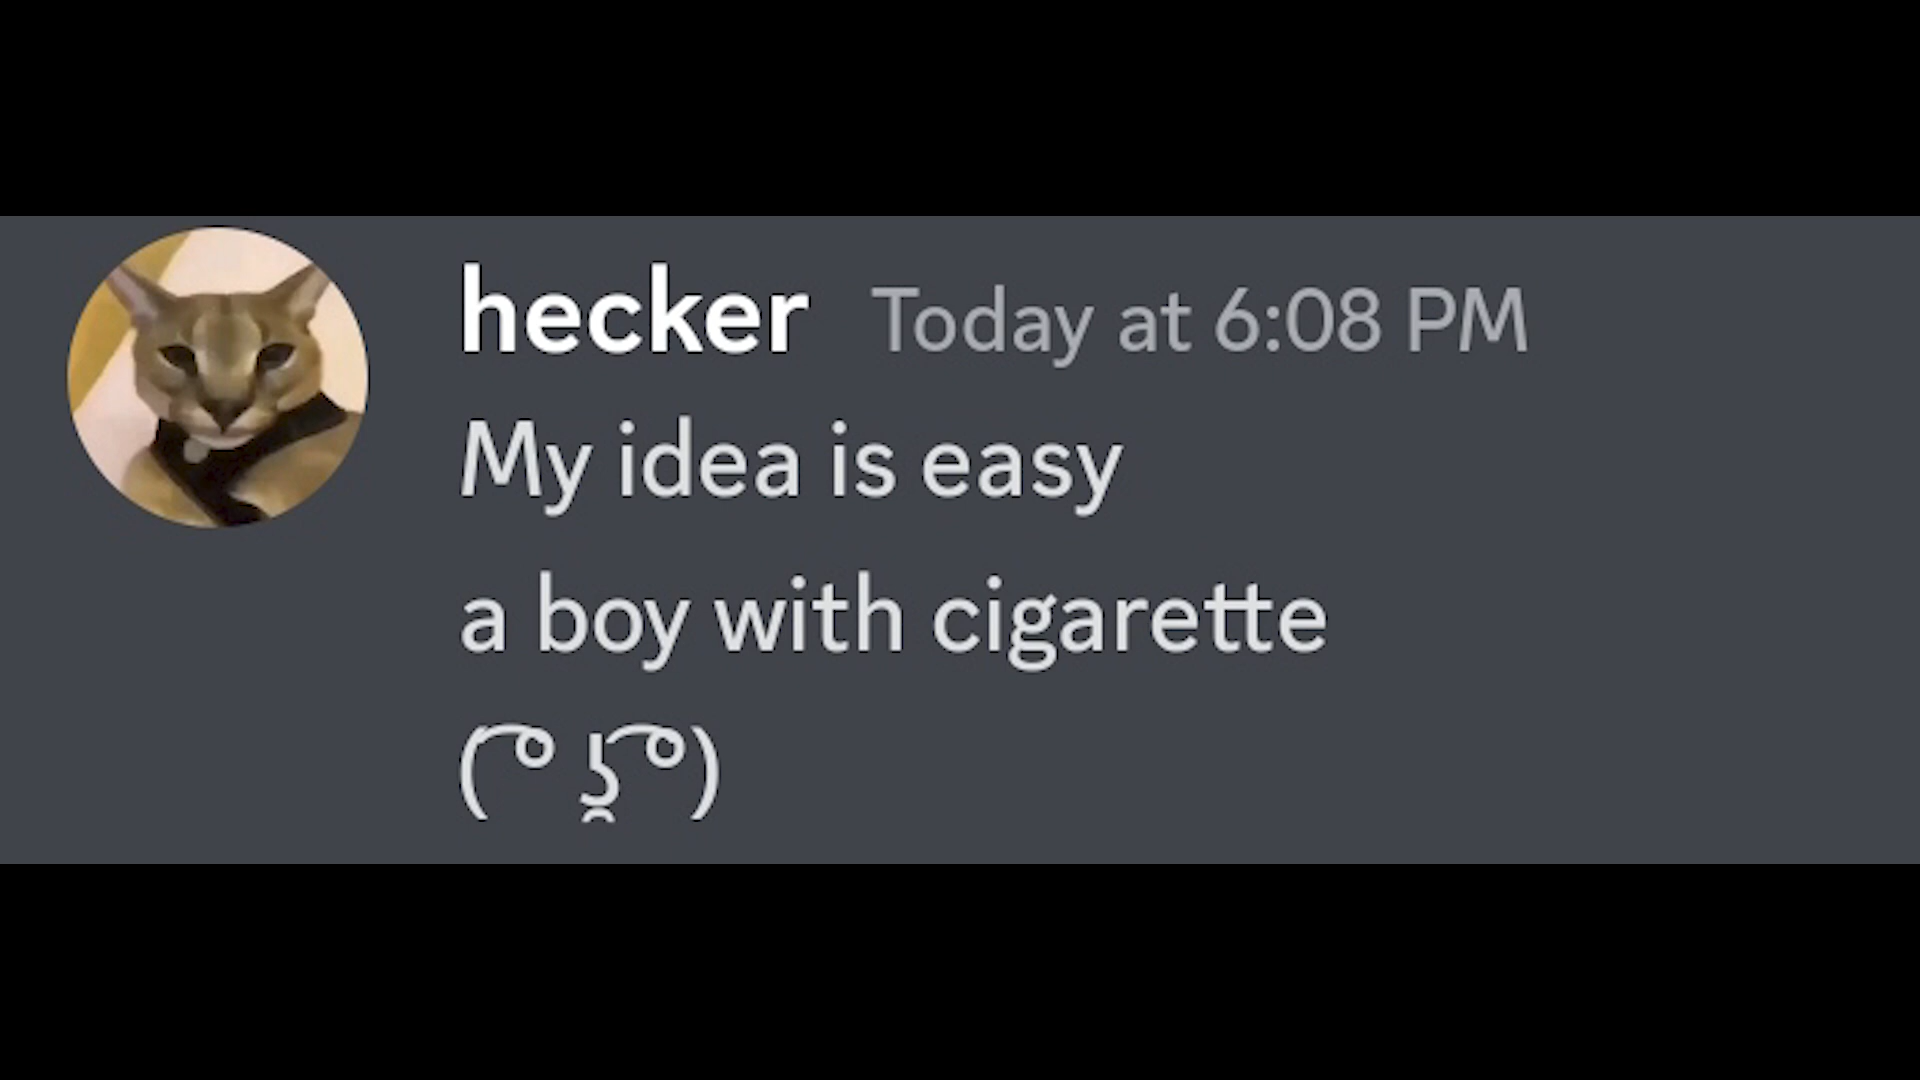 hecker Today at 6:08 PM
My idea is easy
a boy with cigarette
( ͡° ʖ̯ ͡°)